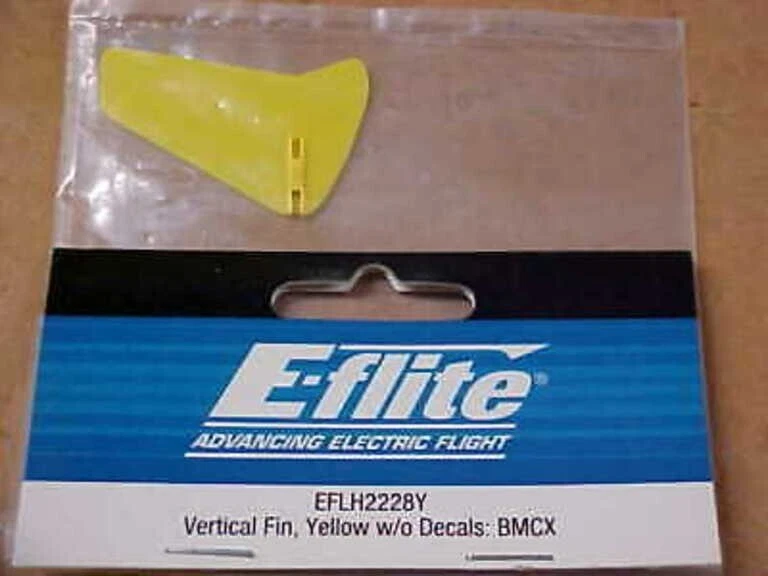 E-flite®
ADVANCING ELECTRIC FLIGHT
EFLH2228Y
Vertical Fin, Yellow w/o Decals: BMCX